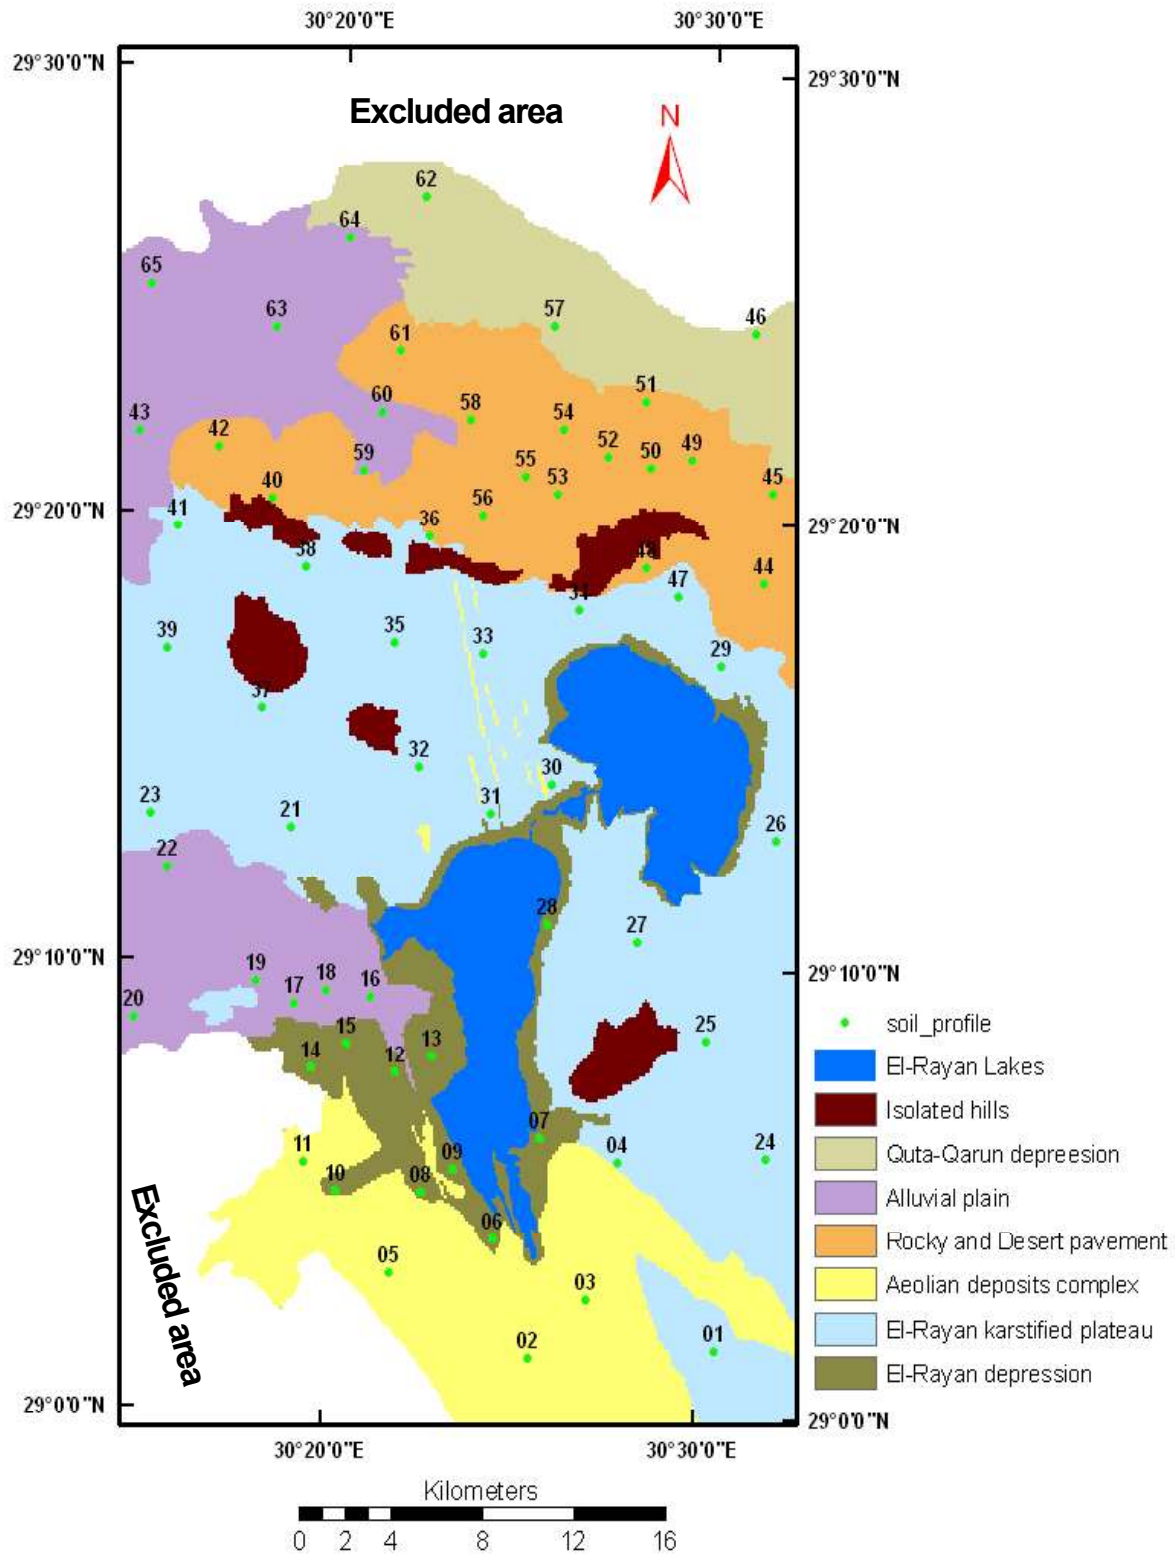 30°20'0"E 30°30'0"E
29°30'0"N
29°30'0"N
Excluded area
N
62
64
65
63
57
46
61
60
58
51
43
42
54
59
52
50
49
55
53
45
40
56
41
36
38
48
44
47
34
39
35
33
29
37
32
30
31
23
21
26
22
28
27
19
18
17
16
20
25
15
14
13
12
07
11
09
04
24
10
08
06
05
03
02
01
29°20'0"N
29°20'0"N
29°10'0"N
29°10'0"N
Excluded area
29°0'0"N
29°0'0"N
30°20'0"E 30°30'0"E
soil_profile
El-Rayan Lakes
Isolated hills
Quta-Qarun depreesion
Alluvial plain
Rocky and Desert pavement
Aeolian deposits complex
El-Rayan karstified plateau
El-Rayan depression
Kilometers
0 2 4 8 12 16